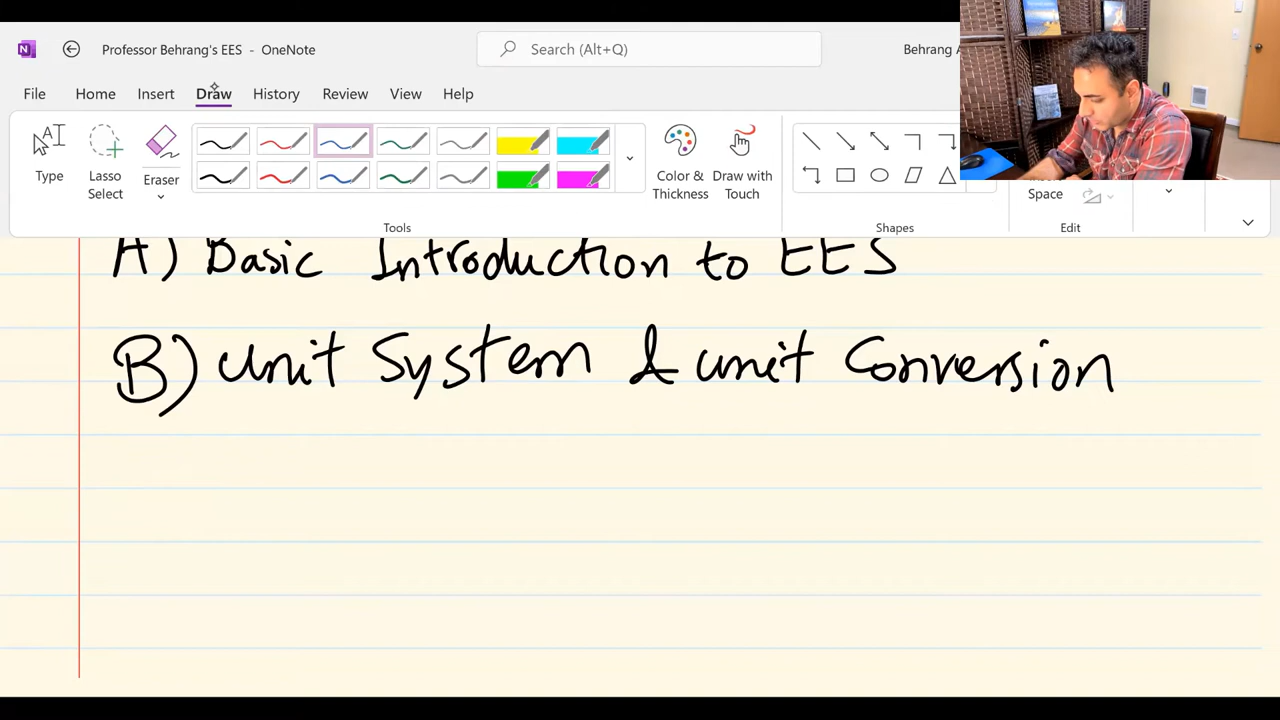 Professor Behrang's EES - OneNote
Search (Alt+Q)
Behrang A
File Home Insert Draw History Review View Help
Type
Lasso Select
Eraser
Color & Thickness
Draw with Touch
Space
Tools
Shapes
Edit
A) Basic Introduction to EES
B) Unit System & unit Conversion